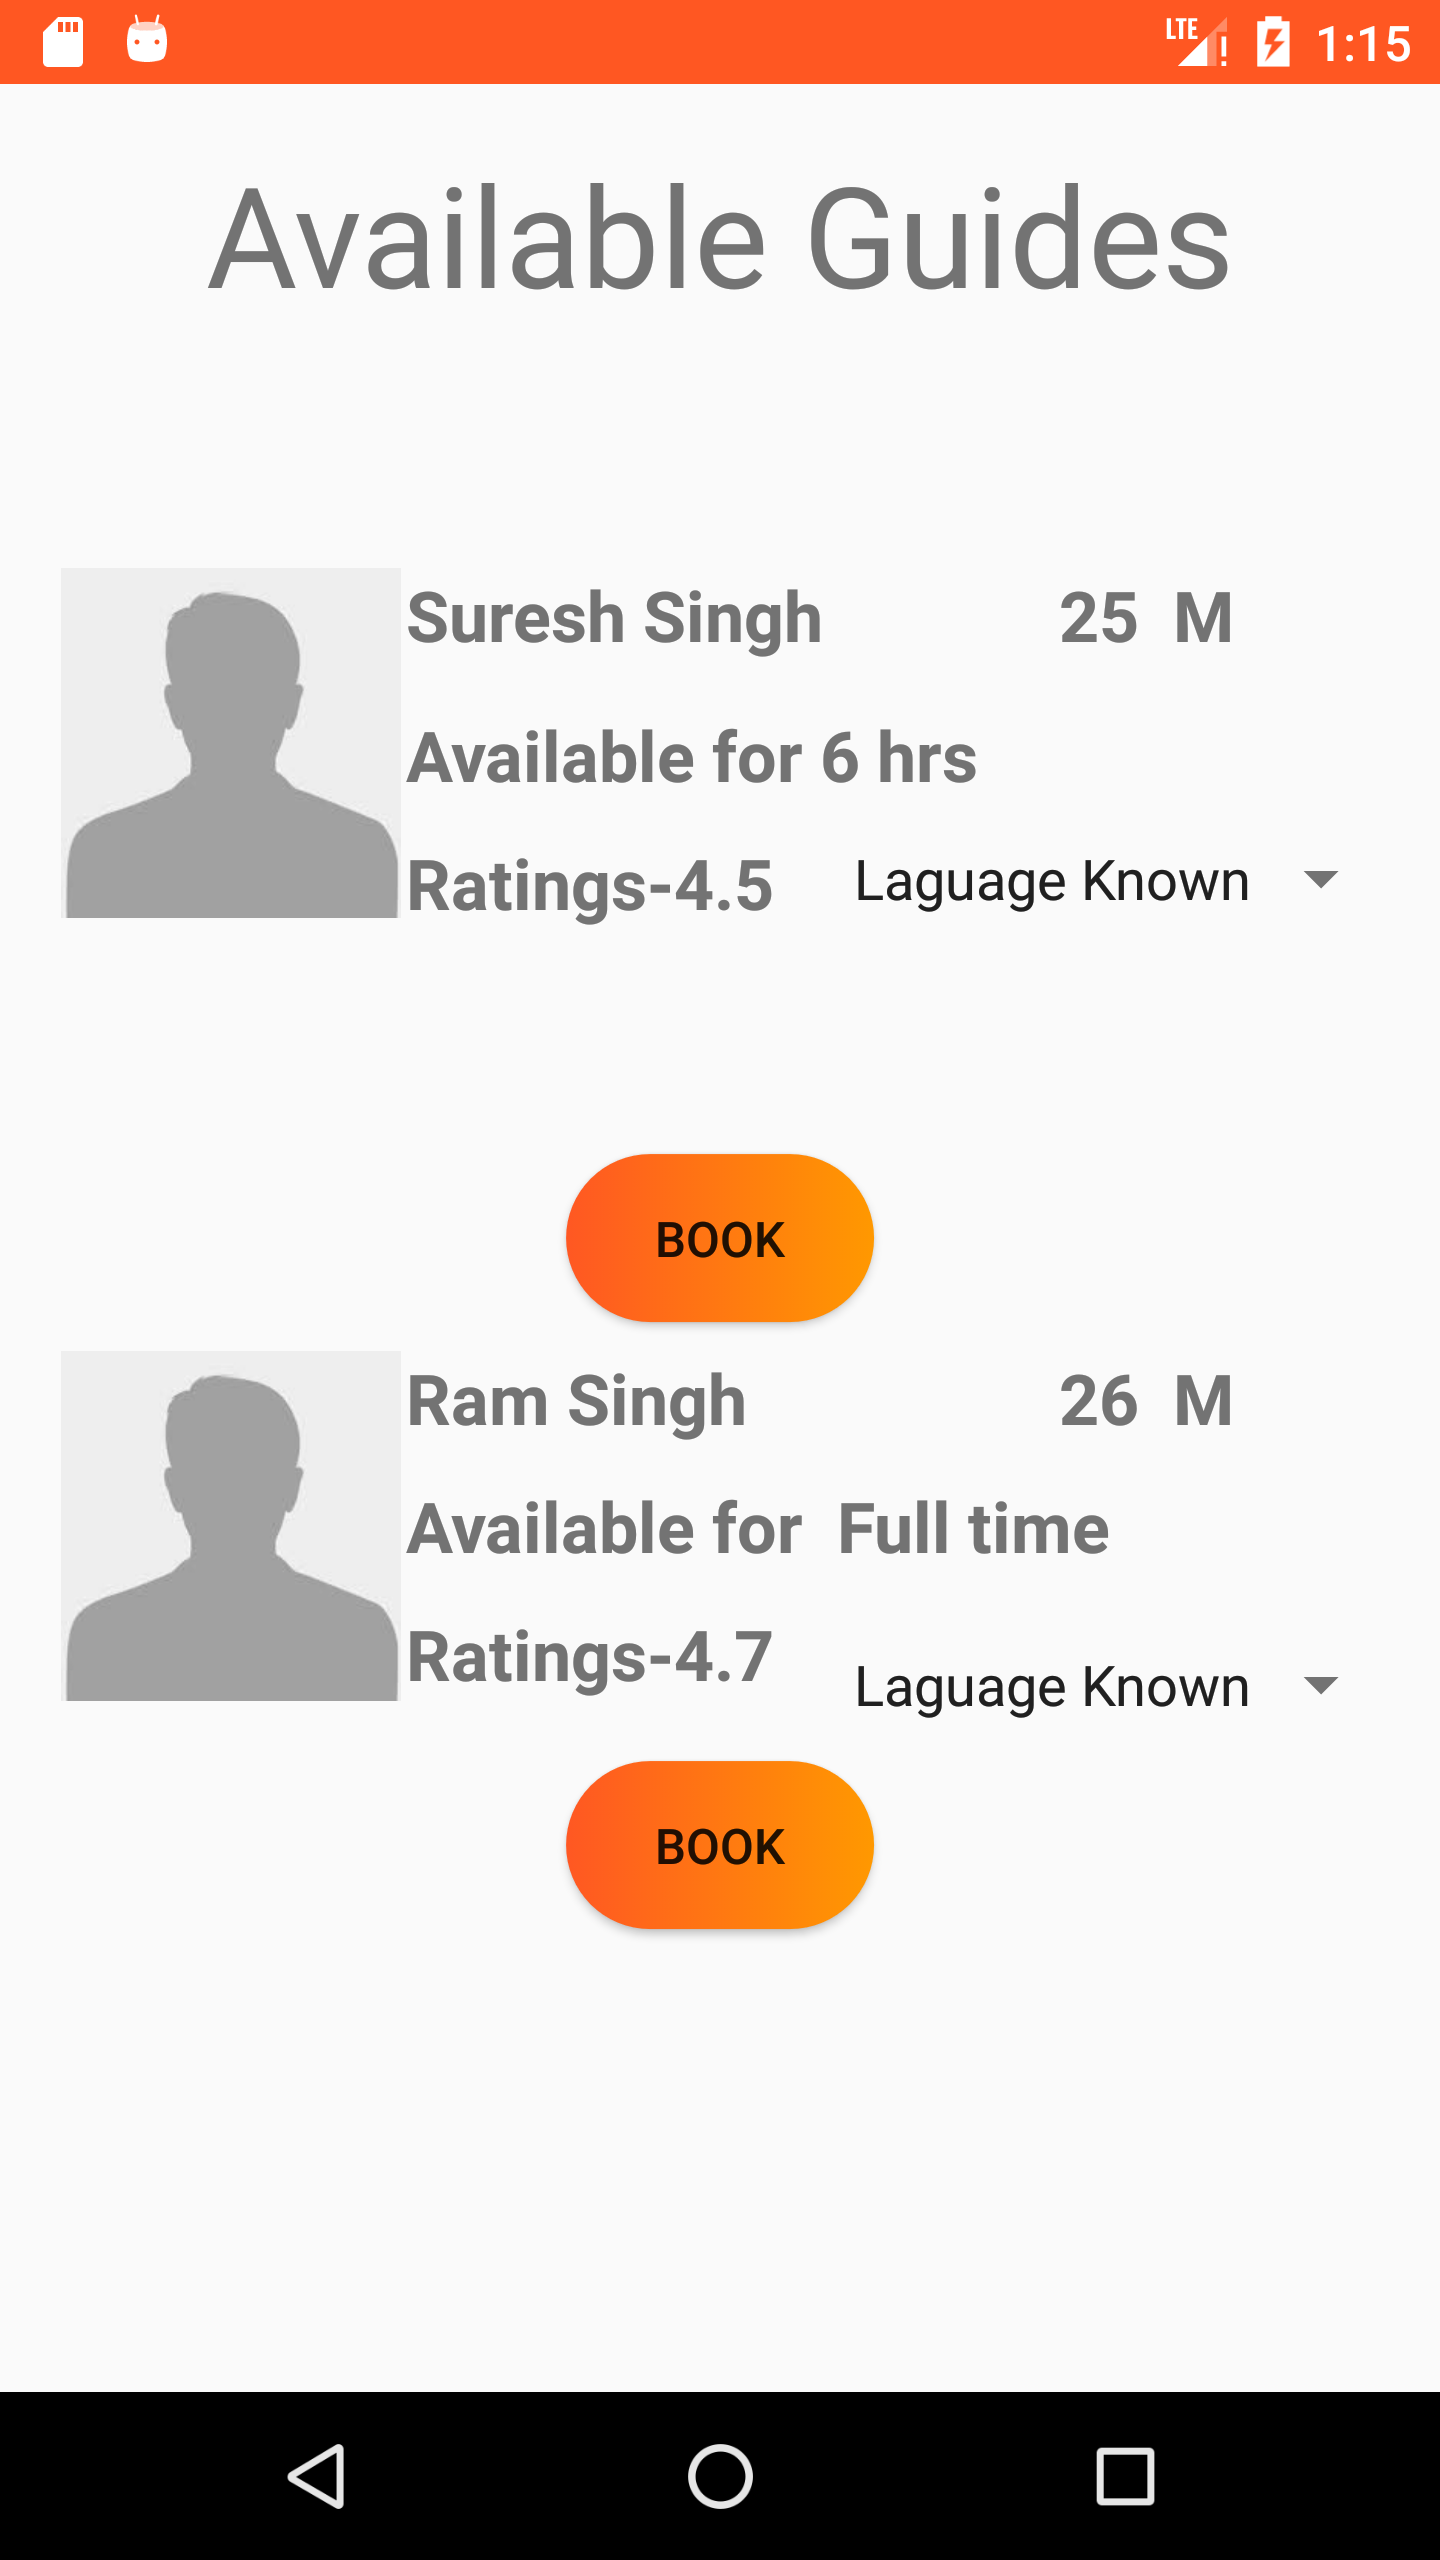 LTE 1:15
Available Guides
Suresh Singh 25 M
Available for 6 hrs
Ratings-4.5 Laguage Known
BOOK
Ram Singh 26 M
Available for Full time
Ratings-4.7 Laguage Known
BOOK